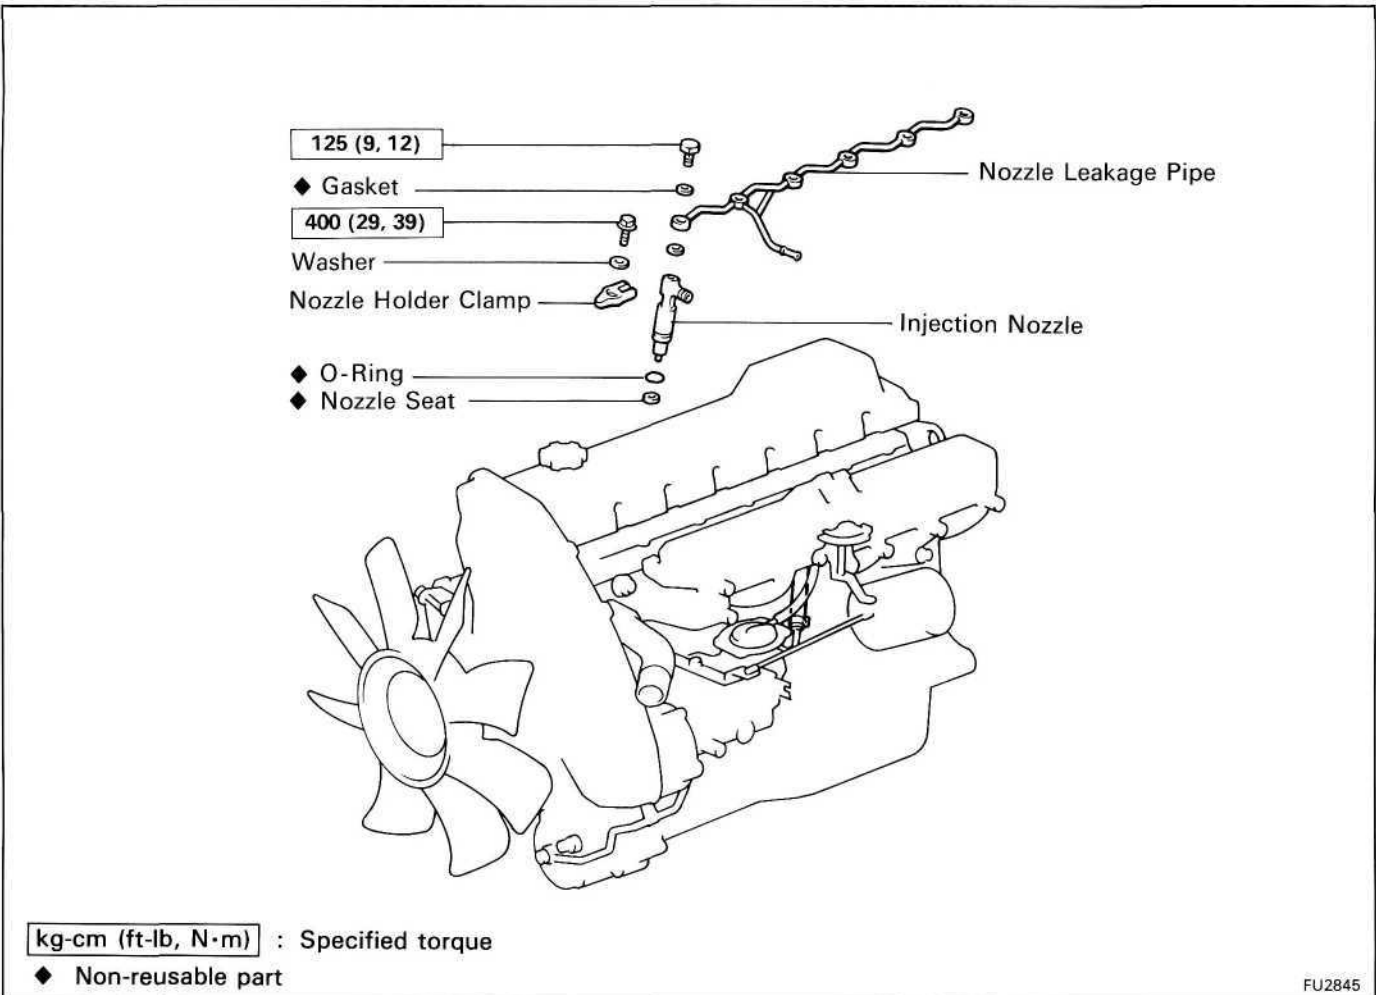 125 (9, 12)
◆ Gasket
400 (29, 39)
Washer
Nozzle Holder Clamp
Nozzle Leakage Pipe
Injection Nozzle
◆ O-Ring
◆ Nozzle Seat
kg-cm (ft-lb, N·m) : Specified torque
◆ Non-reusable part
FU2845